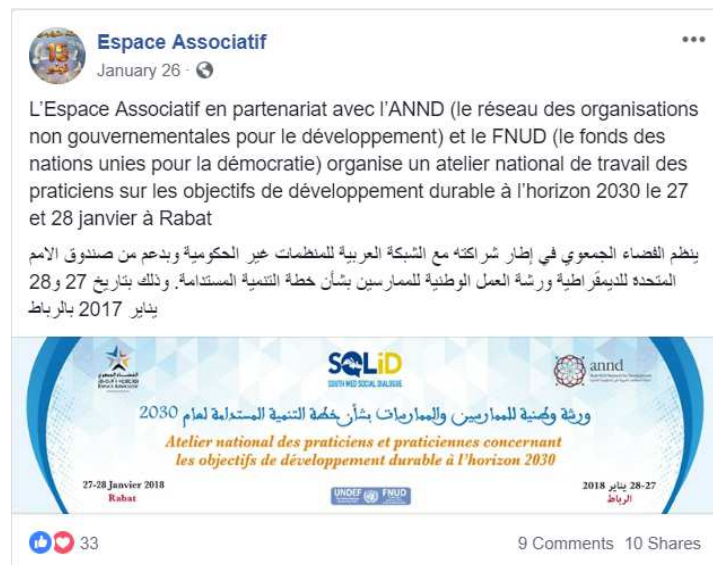 Espace Associatif
January 26
L'Espace Associatif en partenariat avec l'ANND (le réseau des organisations
non gouvernementales pour le développement) et le FNUD (le fonds des
nations unies pour la démocratie) organise un atelier national de travail des
praticiens sur les objectifs de développement durable à l'horizon 2030 le 27
et 28 janvier à Rabat
ينظم الفضاء الجمعوي في إطار شراكته مع الشبكة العربية للمنظمات غير الحكومية وبدعم من صندوق الامم
المتحدة للديمقراطية ورشة العمل الوطنية للممارسين بشأن خطة التنمية المستدامة. وذلك بتاريخ 27 و28
يناير 2017 بالرباط
ESPACE ASSOCIATIF
SOLiD
SOUTH MED SOCIAL DIALOGUE
annd
ورشة وطنية للممارسين والممارسات بشأن خطة التنمية المستدامة لعام 2030
Atelier national des praticiens et praticiennes concernant
les objectifs de développement durable à l'horizon 2030
27-28 Janvier 2018
Rabat
UNDEF FNUD
27-28 يناير 2018
الرباط
33
9 Comments 10 Shares